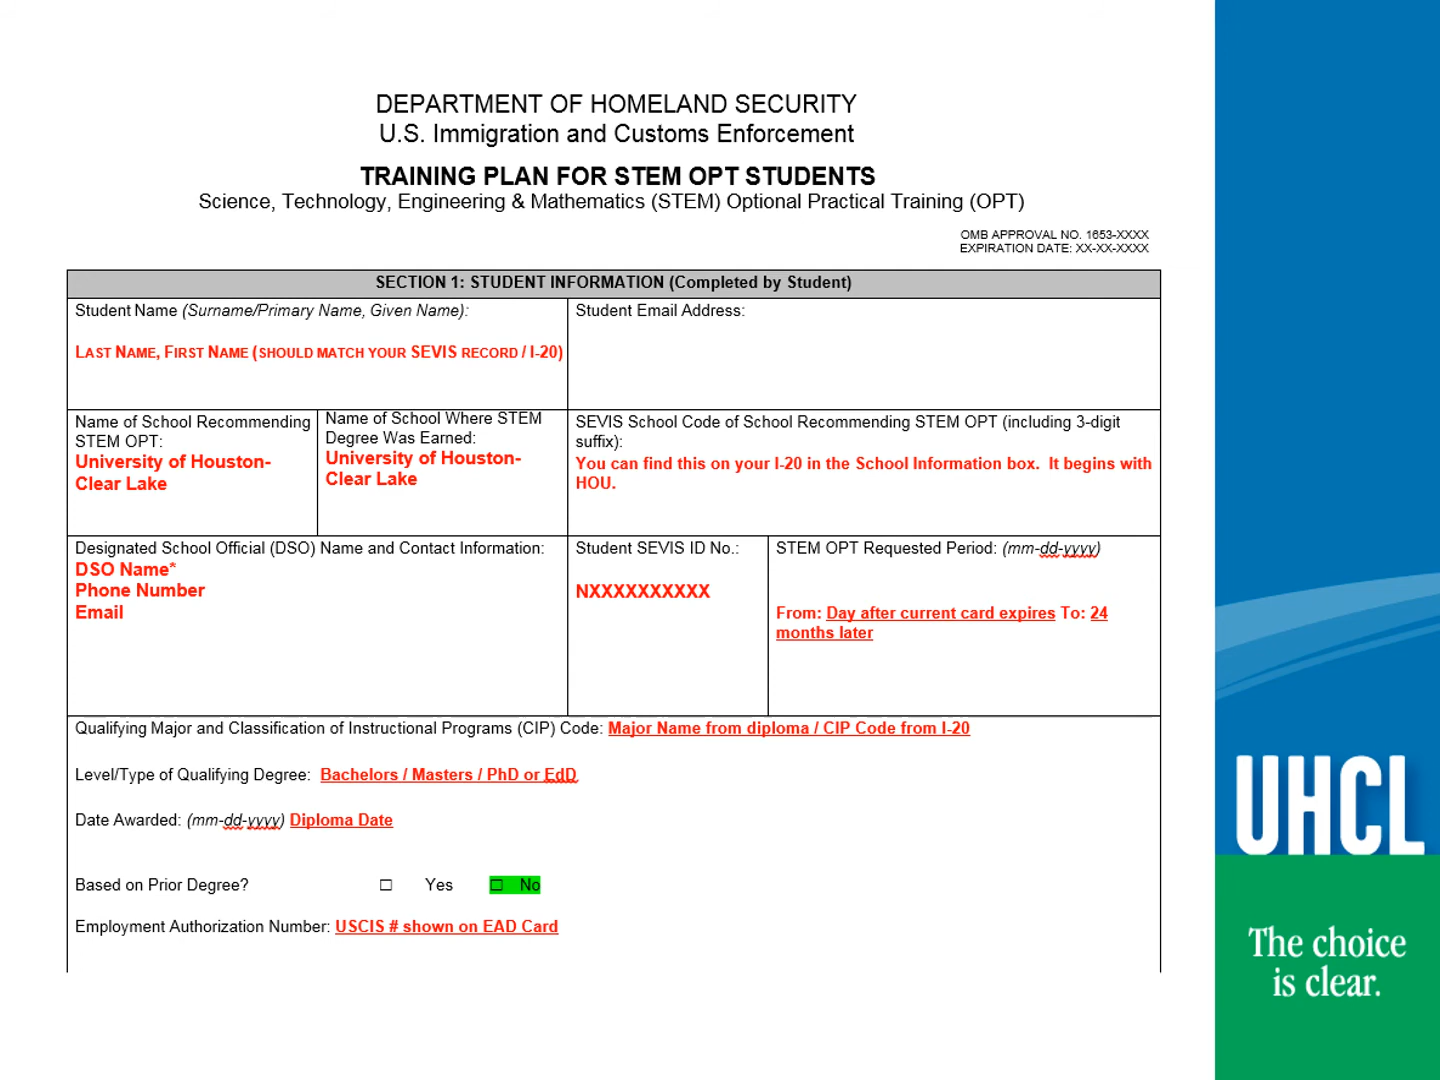 DEPARTMENT OF HOMELAND SECURITY
U.S. Immigration and Customs Enforcement
TRAINING PLAN FOR STEM OPT STUDENTS
Science, Technology, Engineering & Mathematics (STEM) Optional Practical Training (OPT)
OMB APPROVAL NO. 1653-XXXX
EXPIRATION DATE: XX-XX-XXXX
SECTION 1: STUDENT INFORMATION (Completed by Student)
Student Name (Surname/Primary Name, Given Name):
LAST NAME, FIRST NAME (SHOULD MATCH YOUR SEVIS RECORD / I-20)
Student Email Address:
Name of School Recommending
STEM OPT:
University of Houston-
Clear Lake
Name of School Where STEM
Degree Was Earned:
University of Houston-
Clear Lake
SEVIS School Code of School Recommending STEM OPT (including 3-digit
suffix):
You can find this on your I-20 in the School Information box.  It begins with
HOU.
Designated School Official (DSO) Name and Contact Information:
DSO Name*
Phone Number
Email
Student SEVIS ID No.:
NXXXXXXXXXX
STEM OPT Requested Period: (mm-dd-yyyy)
From: Day after current card expires To: 24
months later
Qualifying Major and Classification of Instructional Programs (CIP) Code: Major Name from diploma / CIP Code from I-20
Level/Type of Qualifying Degree:  Bachelors / Masters / PhD or EdD
Date Awarded: (mm-dd-yyyy) Diploma Date
Based on Prior Degree? ☐ Yes ☐ No
Employment Authorization Number: USCIS # shown on EAD Card
UHCL
The choice
is clear.